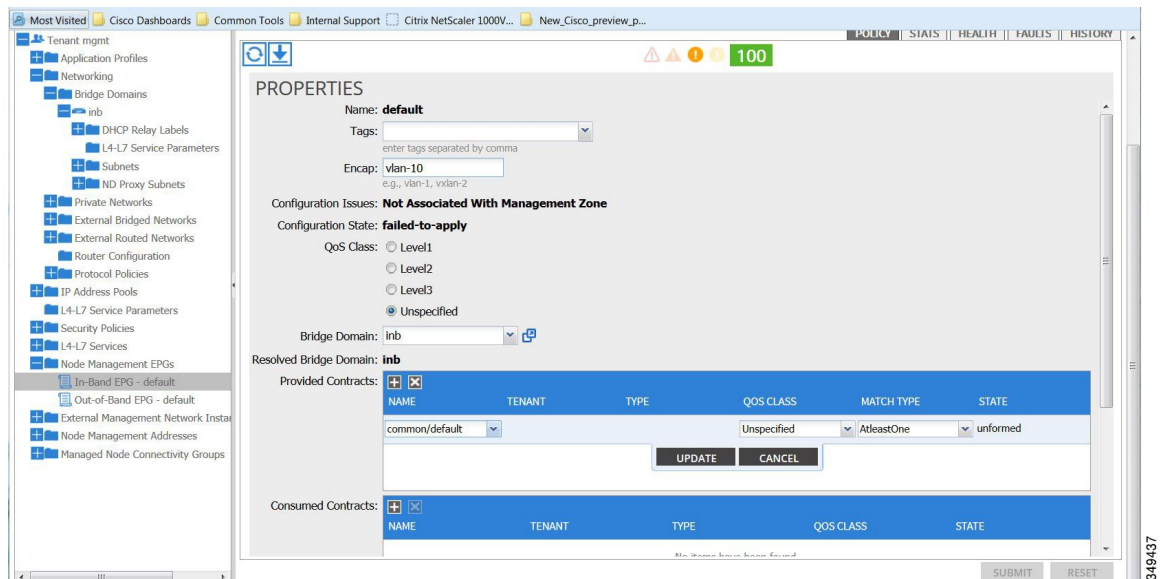 Most Visited Cisco Dashboards Common Tools Internal Support Citrix NetScaler 1000V... New_Cisco_preview_p...
Tenant mgmt
Application Profiles
Networking
Bridge Domains
inb
DHCP Relay Labels
L4-L7 Service Parameters
Subnets
ND Proxy Subnets
Private Networks
External Bridged Networks
External Routed Networks
Router Configuration
Protocol Policies
IP Address Pools
L4-L7 Service Parameters
Security Policies
L4-L7 Services
Node Management EPGs
In-Band EPG - default
Out-of-Band EPG - default
External Management Network Instan
Node Management Addresses
Managed Node Connectivity Groups
POLICY STATS HEALTH FAULTS HISTORY
100
PROPERTIES
Name: default
Tags:
enter tags separated by comma
Encap: vlan-10
e.g., vlan-1, vxlan-2
Configuration Issues: Not Associated With Management Zone
Configuration State: failed-to-apply
QoS Class: Level1
Level2
Level3
Unspecified
Bridge Domain: inb
Resolved Bridge Domain: inb
Provided Contracts:
NAME TENANT TYPE QOS CLASS MATCH TYPE STATE
common/default Unspecified AtleastOne unformed
UPDATE CANCEL
Consumed Contracts:
NAME TENANT TYPE QOS CLASS STATE
No items have been found
SUBMIT RESET
349437